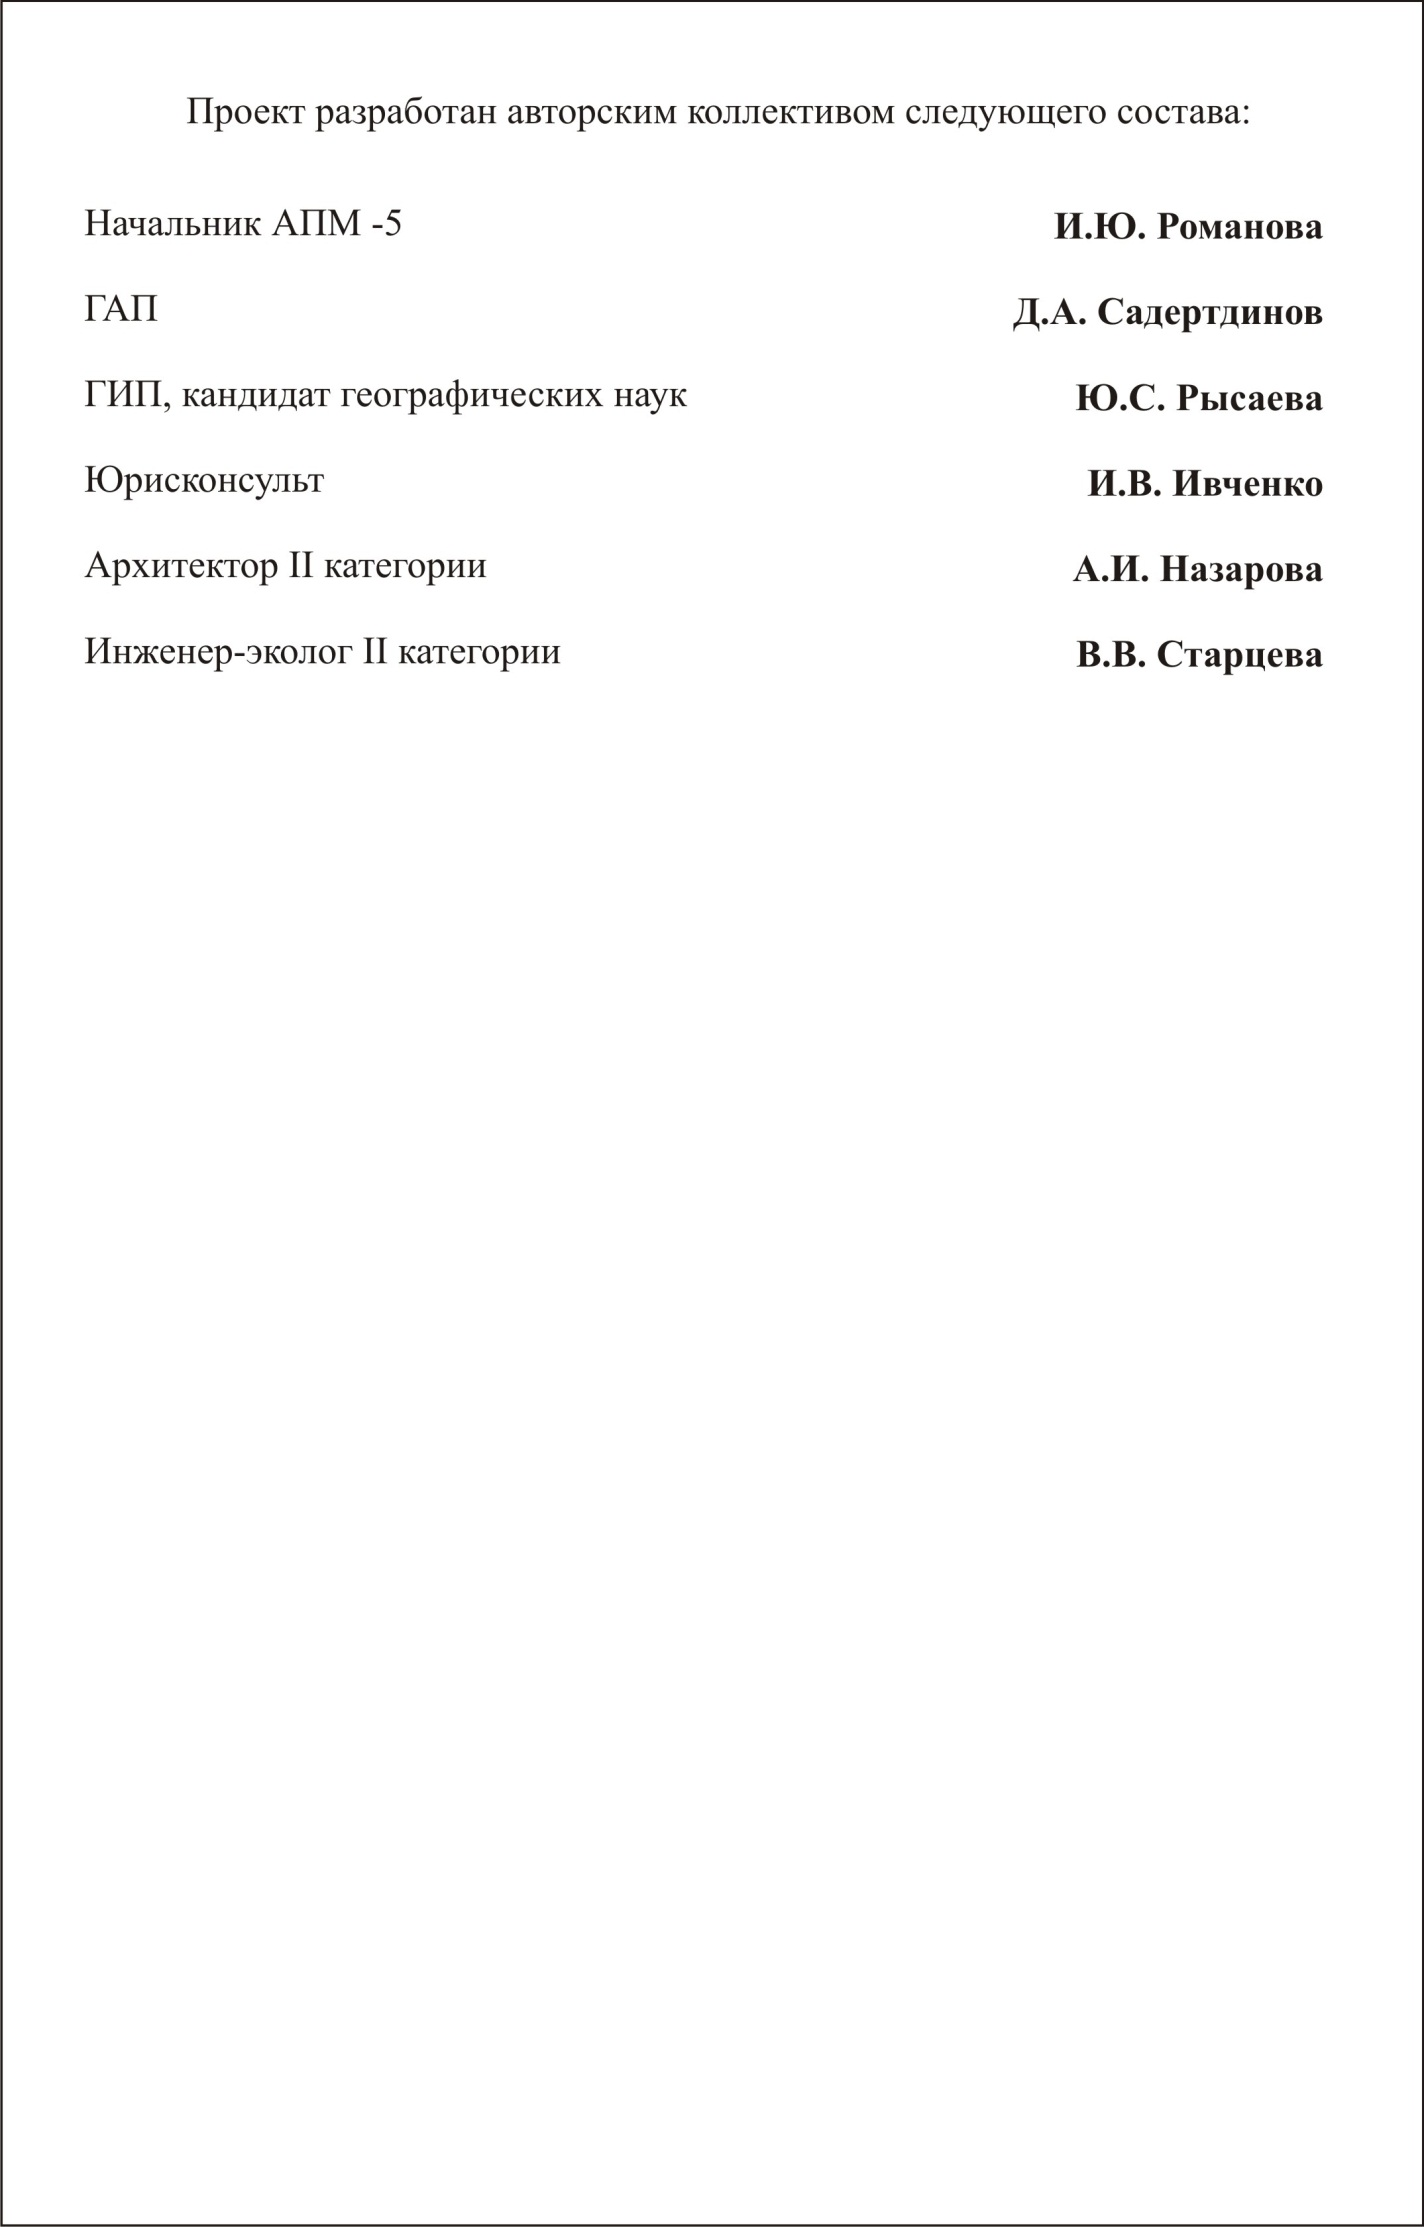 Проект разработан авторским коллективом следующего состава:
Начальник АПМ -5 И.Ю. Романова
ГАП Д.А. Садертдинов
ГИП, кандидат географических наук Ю.С. Рысаева
Юрисконсульт И.В. Ивченко
Архитектор II категории А.И. Назарова
Инженер-эколог II категории В.В. Старцева